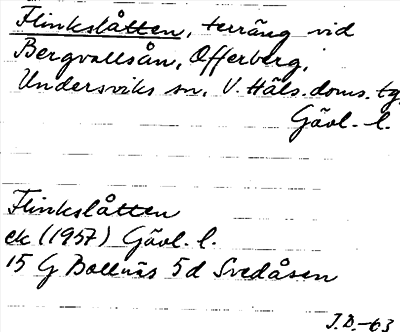 Flinkslåtten, terräng vid
Bergvallsån, Offerberg,
Undersviks sn, V. Häls. doms. tg,
Gävl. l.
Flinkslåtten
ek (1957) Gävl. l.
15 G Bollnäs 5d Svedåsen
J.D.-63